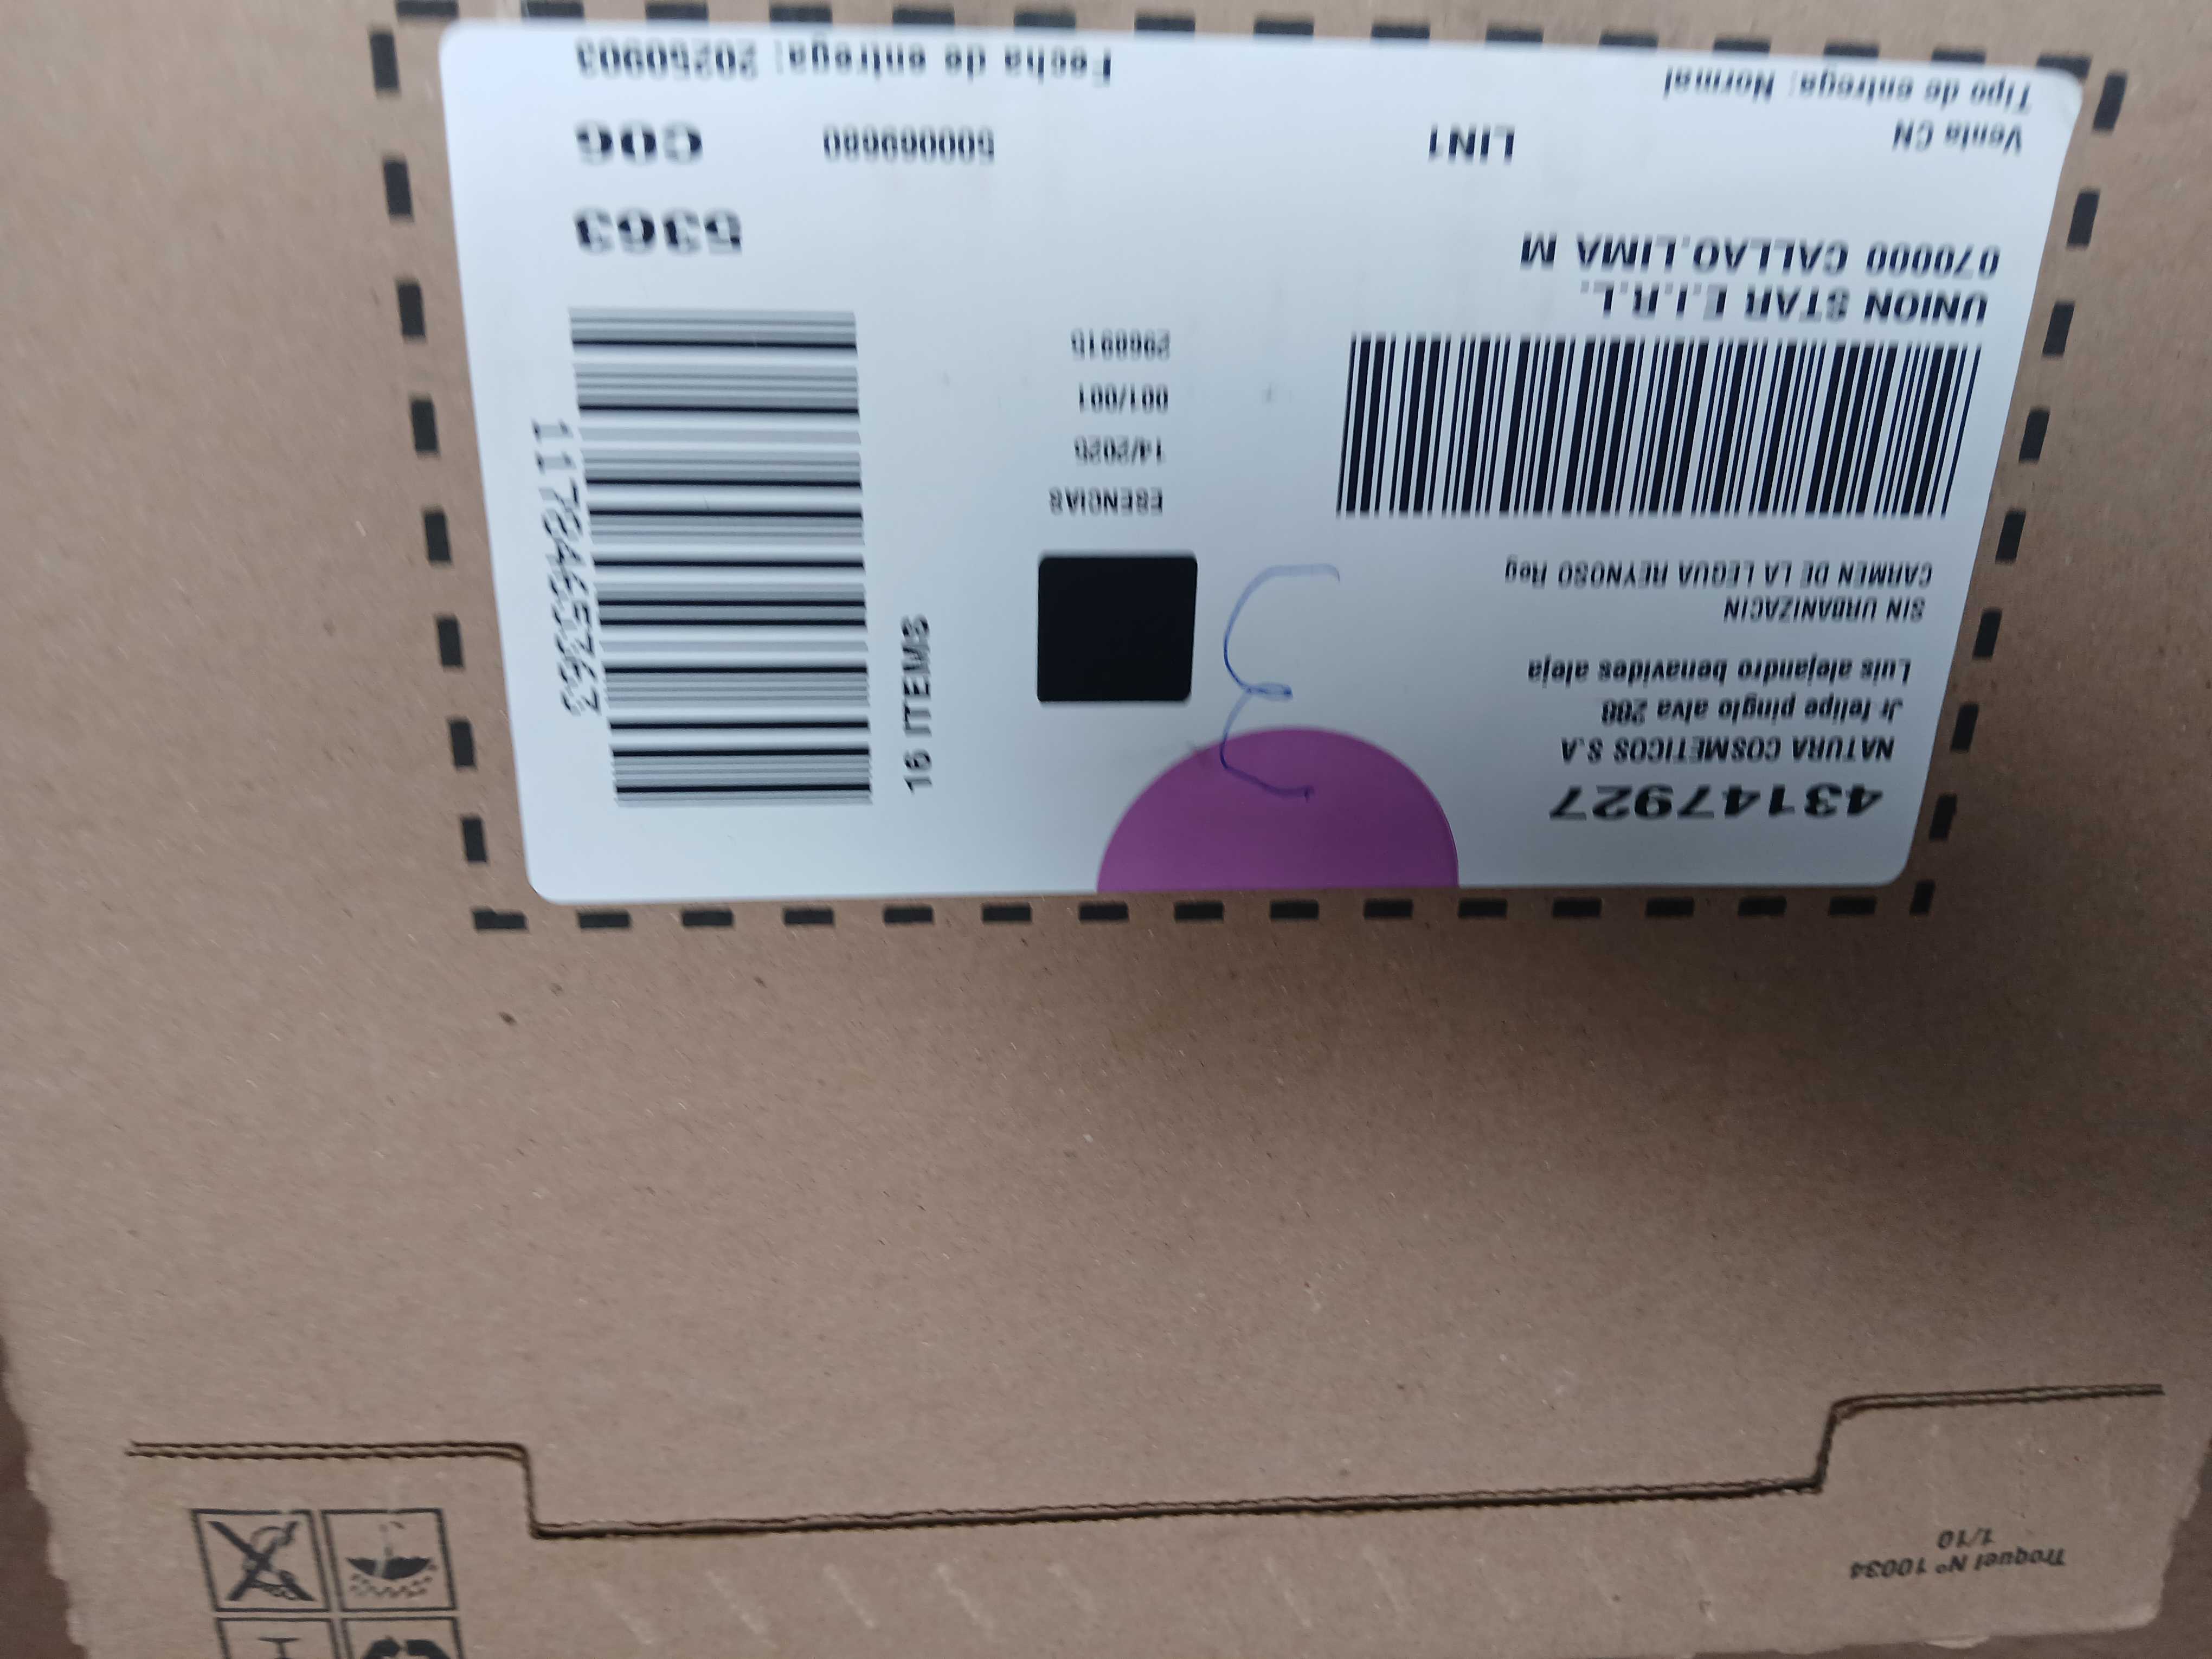 43147927
NATURA COSMETICOS S.A
Jr felipe pinglo alva 288
Luis alejandro benavides aleja
SIN URBANIZACIN
CARMEN DE LA LEGUA REYNOSO Reg
UNION STAR E.I.R.L.
070000 CALLAO.LIMA M
Venta CN
LIN1
Tipo de entrega: Normal
3
ESENCIAS
14/2025
001/001
16 ITEMS
5363
500069680
C06
Fecha de entrega: 20250903
Troquel Nº 10034
1/10